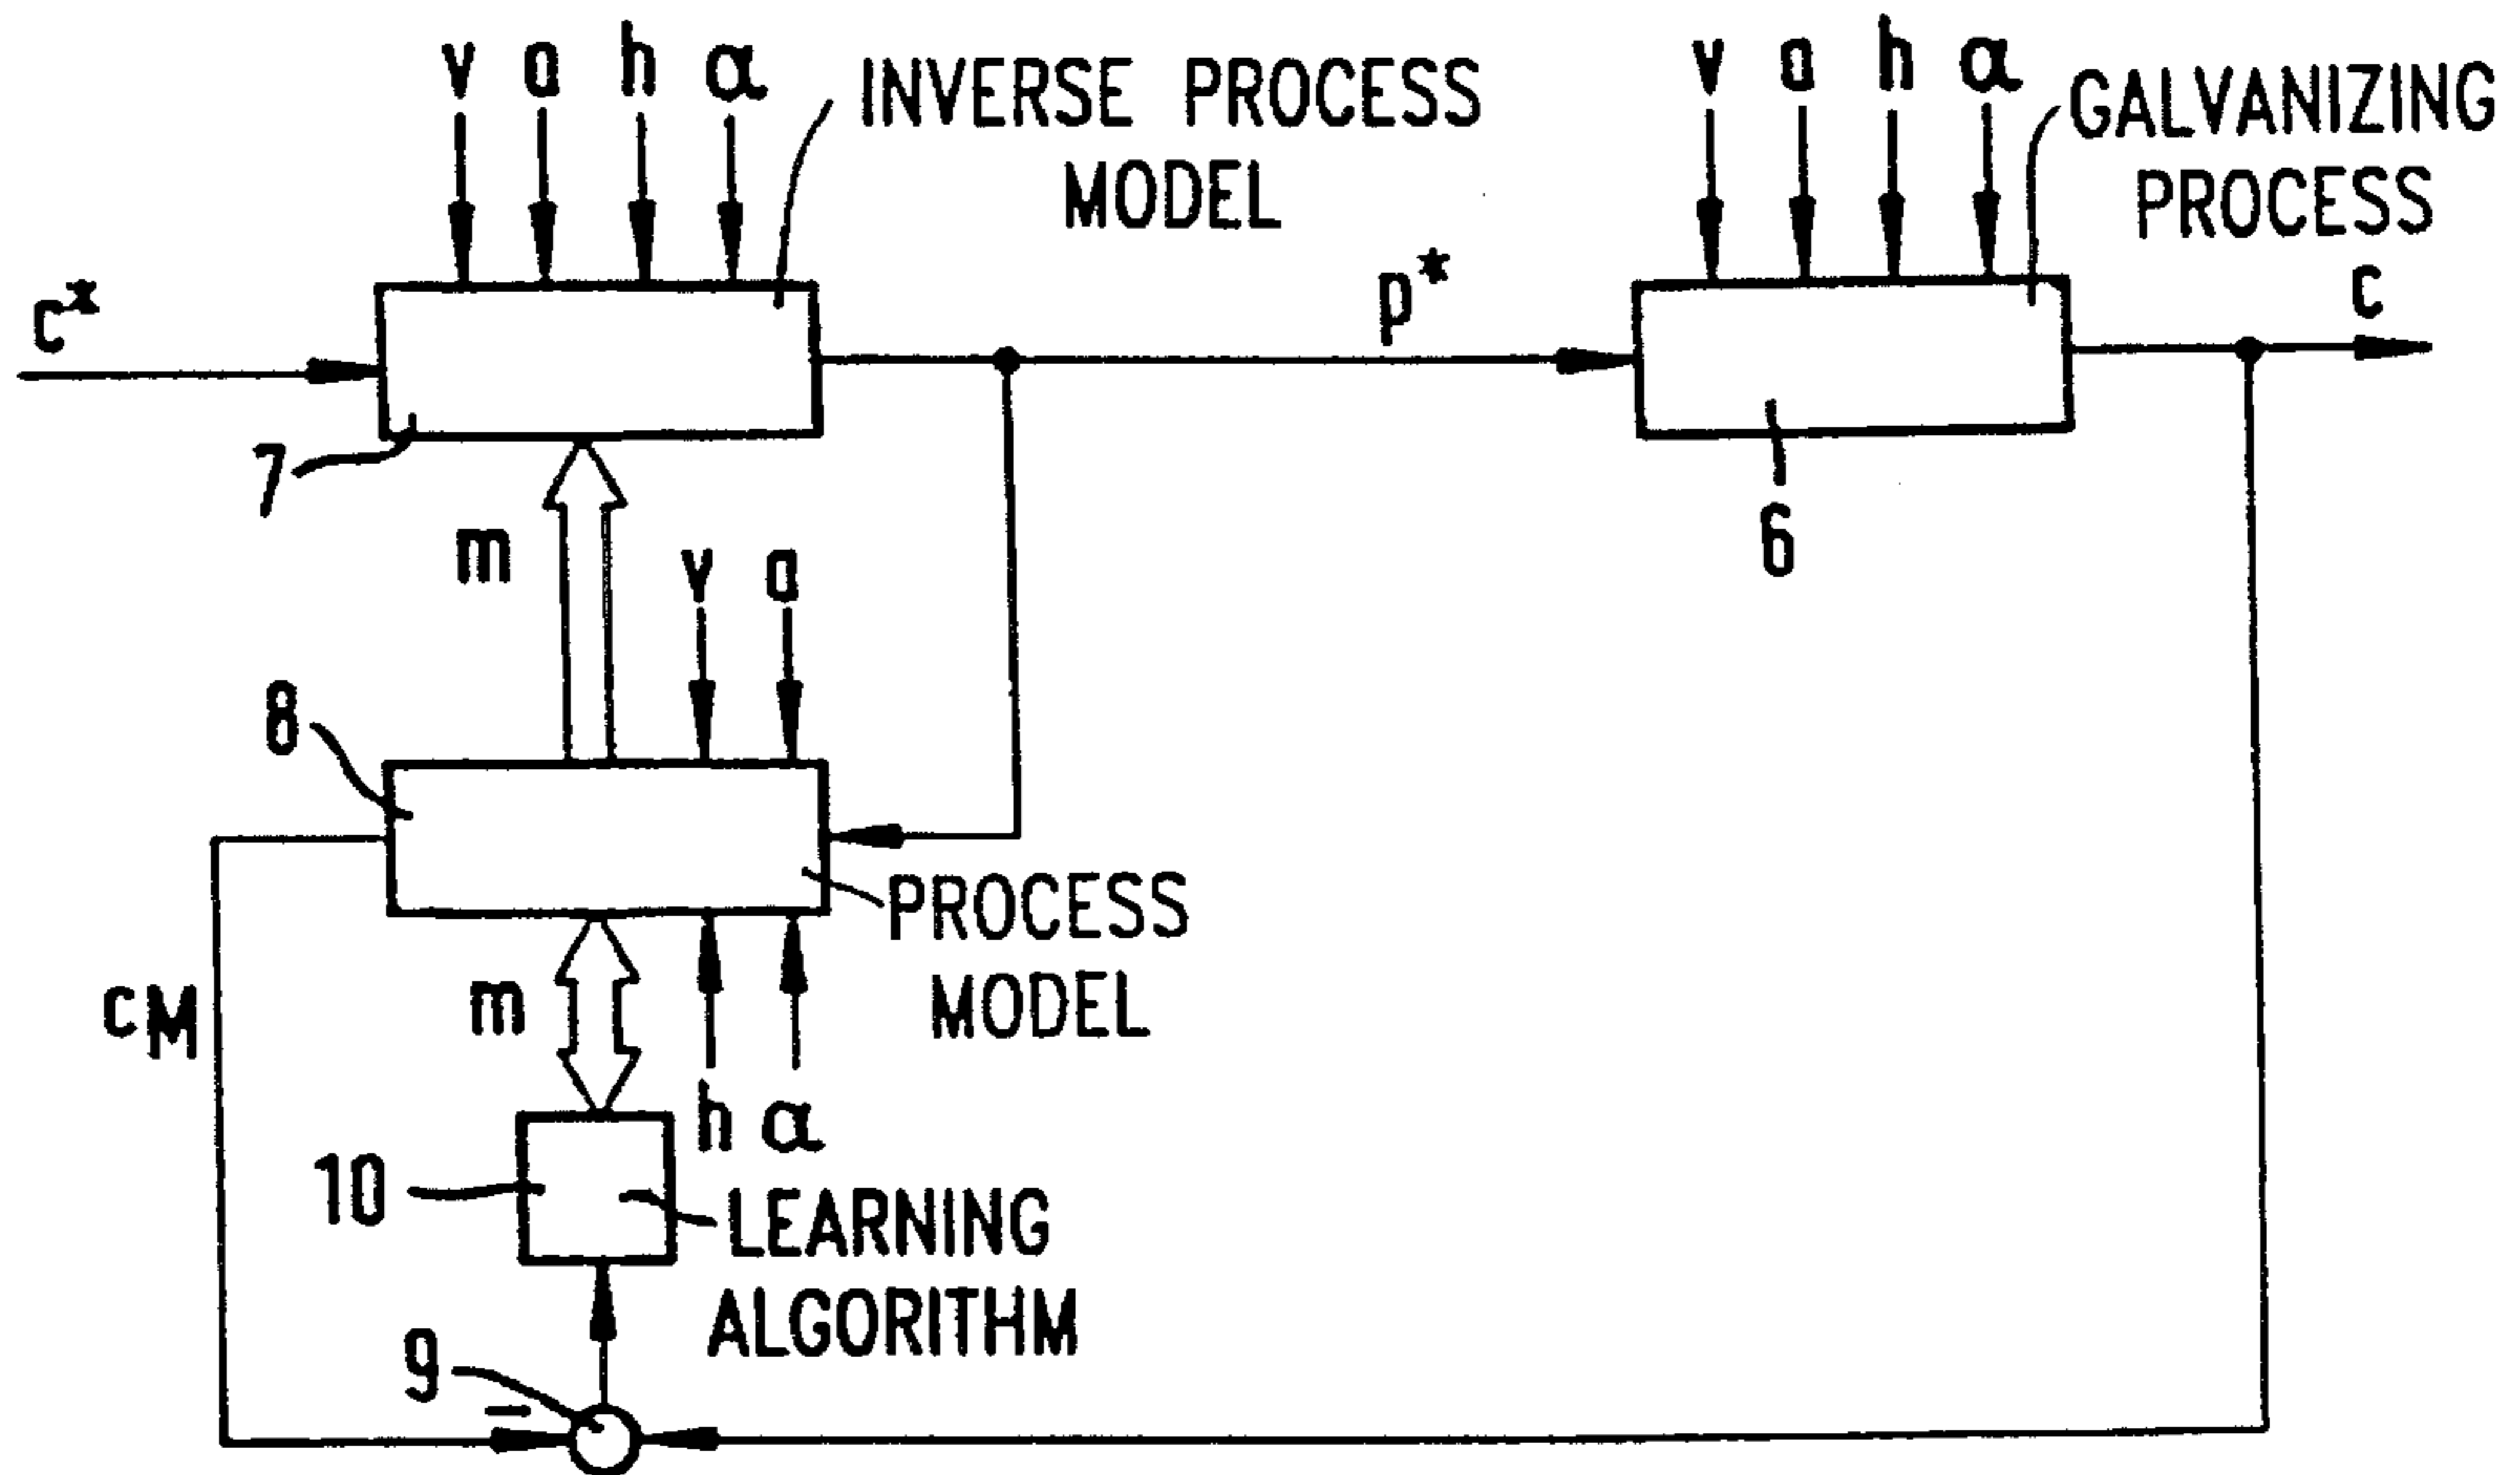 v a h α
INVERSE PROCESS
MODEL
v a h α
GALVANIZING
PROCESS
c*
p*
c
7
6
m
v a
8
PROCESS
MODEL
cM
m
h α
10
LEARNING
ALGORITHM
9
−